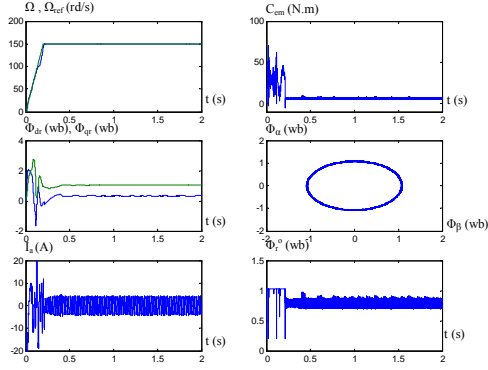 Ω , Ω_ref (rd/s)
200
150
100
50
0
0 0.5 1 1.5 2
t (s)
C_em (N.m)
100
50
0
0 0.5 1 1.5 2
t (s)
Φ_dr (wb), Φ_qr (wb)
4
2
0
-2
0 0.5 1 1.5 2
t (s)
Φ_α (wb)
2
1
0
-1
-2
-2 -1 0 1 2
Φ_β (wb)
I_a (A)
20
10
0
-10
-20
0 0.5 1 1.5 2
t (s)
Φ_r° (wb)
1.5
1
0.5
0
0 0.5 1 1.5 2
t (s)